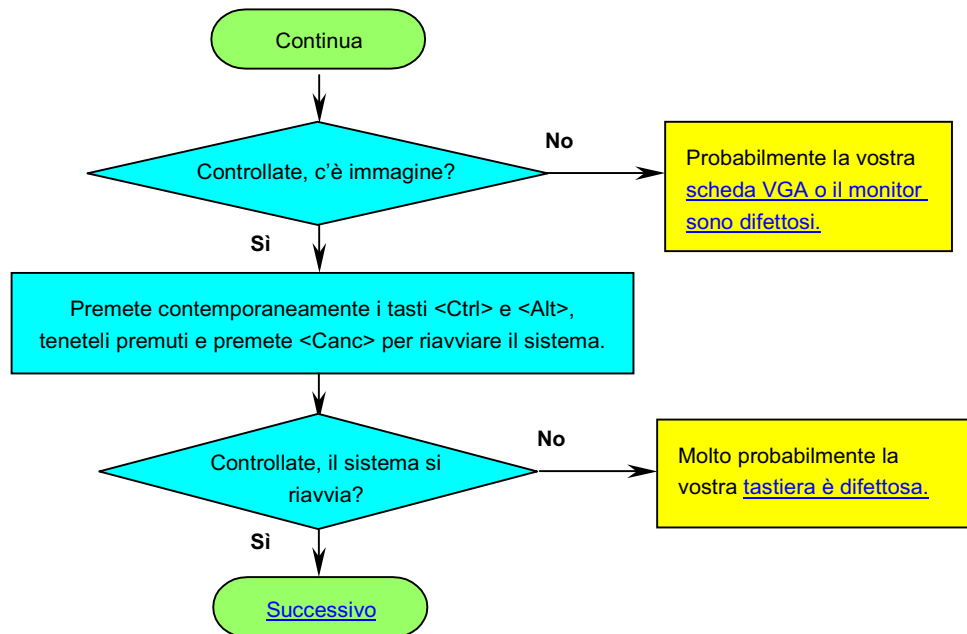 Continua
Controllate, c'è immagine?
No
Probabilmente la vostra
scheda VGA o il monitor
sono difettosi.
Sì
Premete contemporaneamente i tasti <Ctrl> e <Alt>,
teneteli premuti e premete <Canc> per riavviare il sistema.
Controllate, il sistema si
riavvia?
No
Molto probabilmente la
vostra tastiera è difettosa.
Sì
Successivo